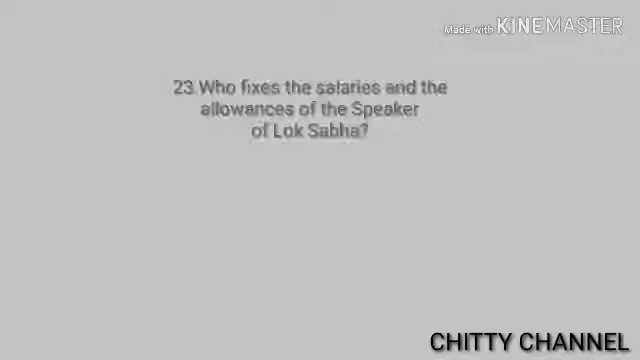 Made with KINEMASTER
23.Who fixes the salaries and the
allowances of the Speaker
of Lok Sabha?
CHITTY CHANNEL